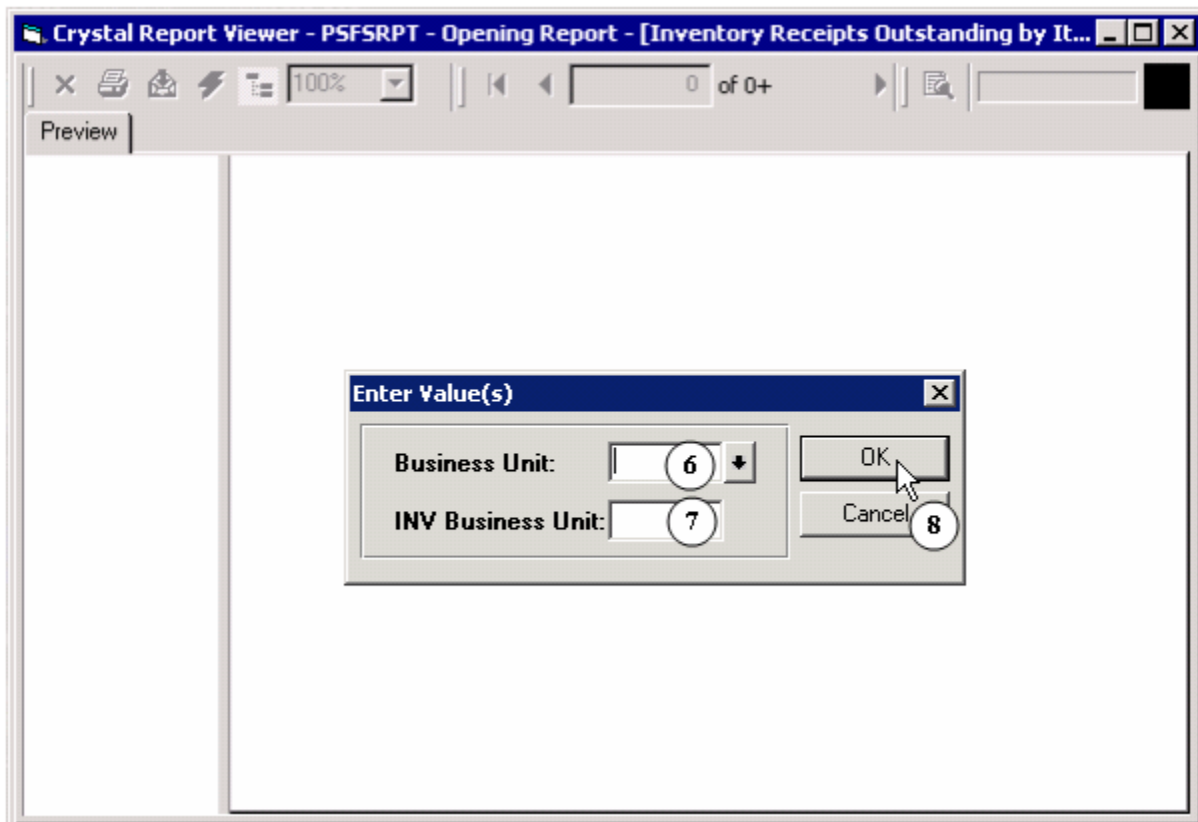 Crystal Report Viewer - PSFSRPT - Opening Report - [Inventory Receipts Outstanding by It...
100% 0 of 0+
Preview
Enter Value(s)
Business Unit: 6 OK
INV Business Unit: 7 Cancel 8